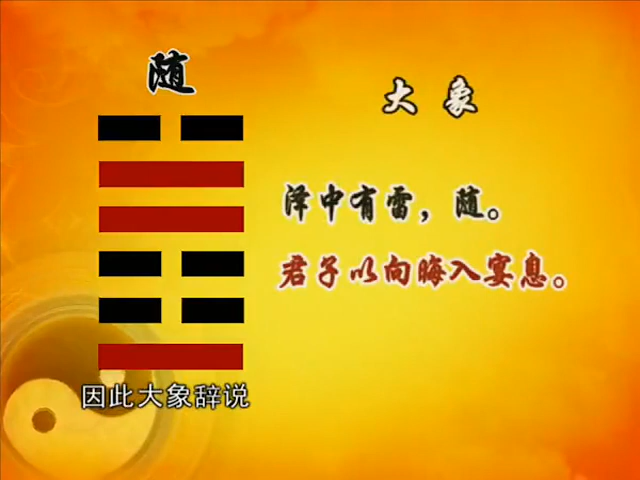 随
大象
泽中有雷，随。
君子以向晦入宴息。
因此大象辞说